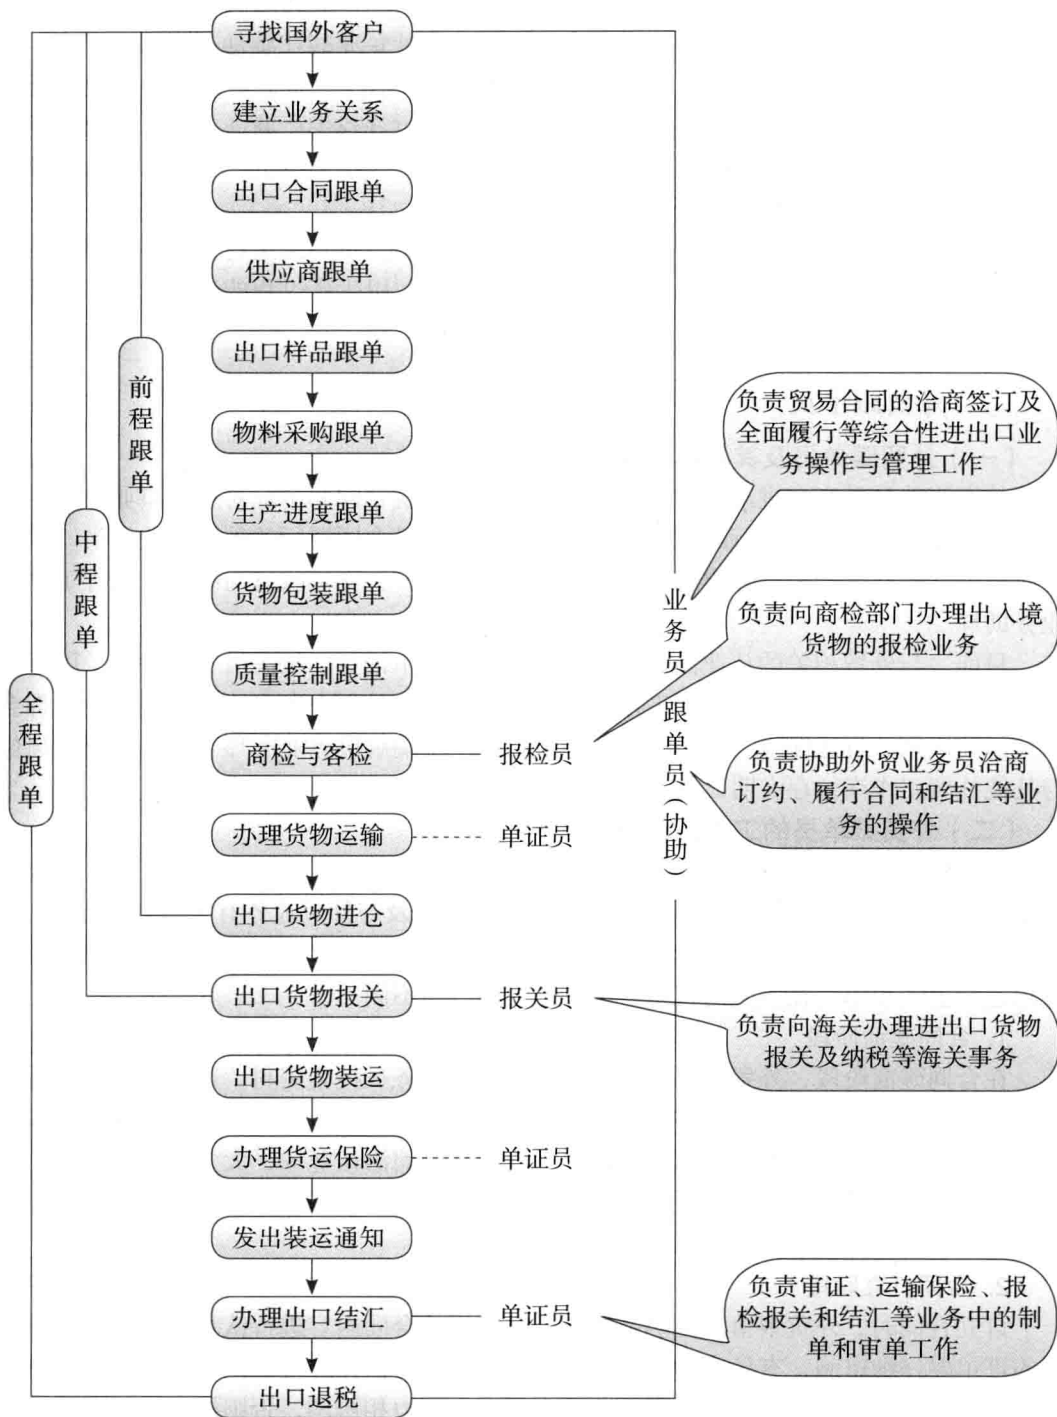 寻找国外客户
建立业务关系
出口合同跟单
供应商跟单
出口样品跟单
物料采购跟单
生产进度跟单
货物包装跟单
质量控制跟单
商检与客检
报检员
办理货物运输
单证员
出口货物进仓
出口货物报关
报关员
出口货物装运
办理货运保险
单证员
发出装运通知
办理出口结汇
单证员
出口退税
前程跟单
中程跟单
全程跟单
业务员 跟单员(协助)
负责贸易合同的洽商签订及
全面履行等综合性进出口业
务操作与管理工作
负责向商检部门办理出入境
货物的报检业务
负责协助外贸业务员洽商
订约、履行合同和结汇等业
务的操作
负责向海关办理进出口货物
报关及纳税等海关事务
负责审证、运输保险、报
检报关和结汇等业务中的制
单和审单工作